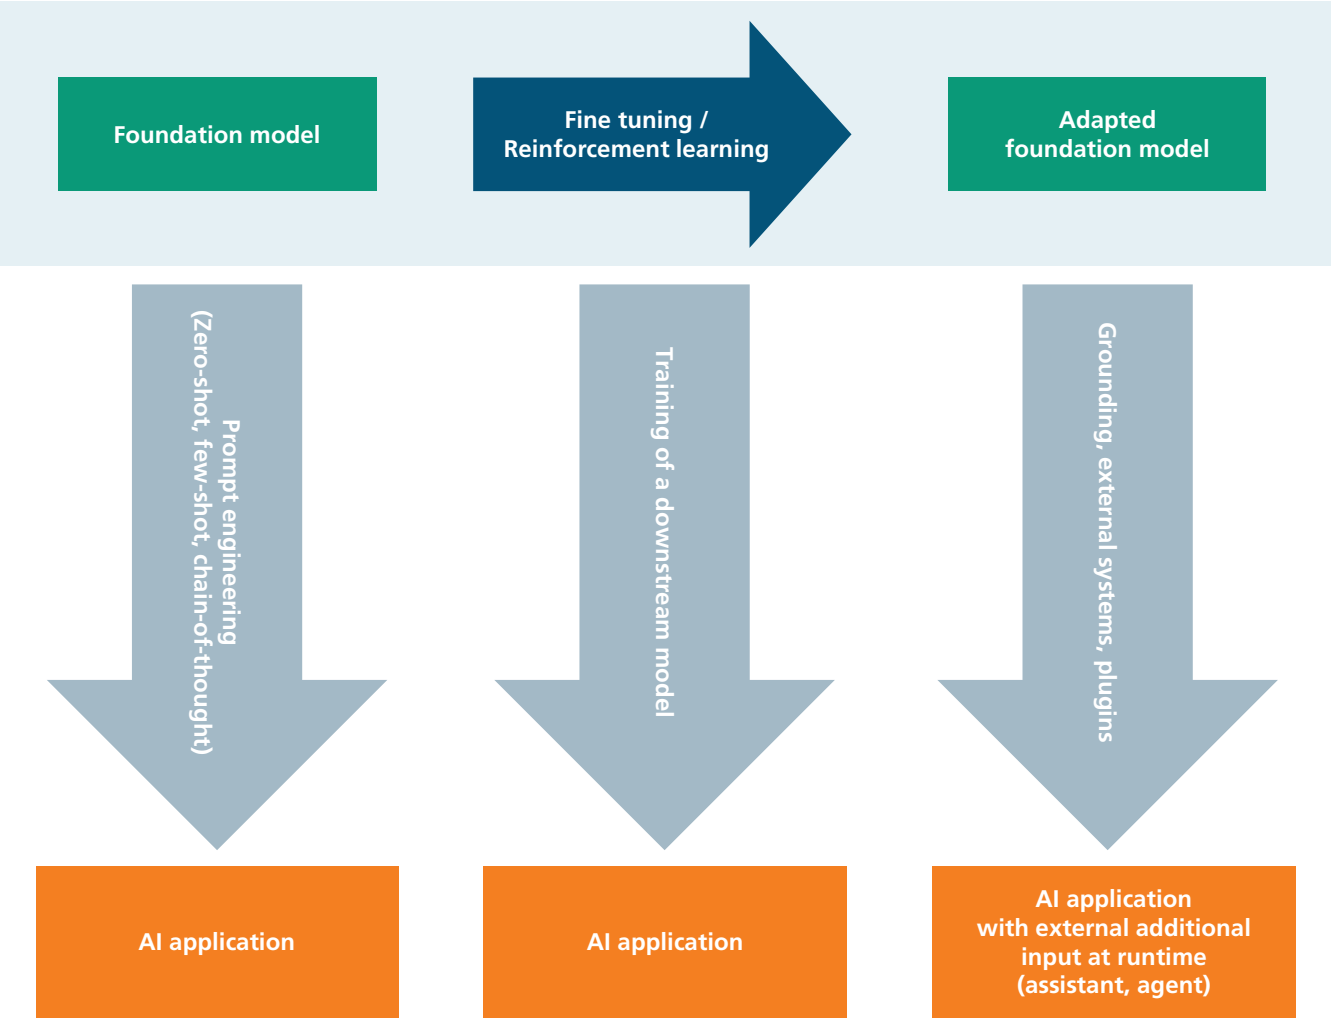 Foundation model
Fine tuning /
Reinforcement learning
Adapted
foundation model
Prompt engineering
(Zero-shot, few-shot, chain-of-thought)
Training of a downstream model
Grounding, external systems, plugins
AI application
AI application
AI application
with external additional
input at runtime
(assistant, agent)